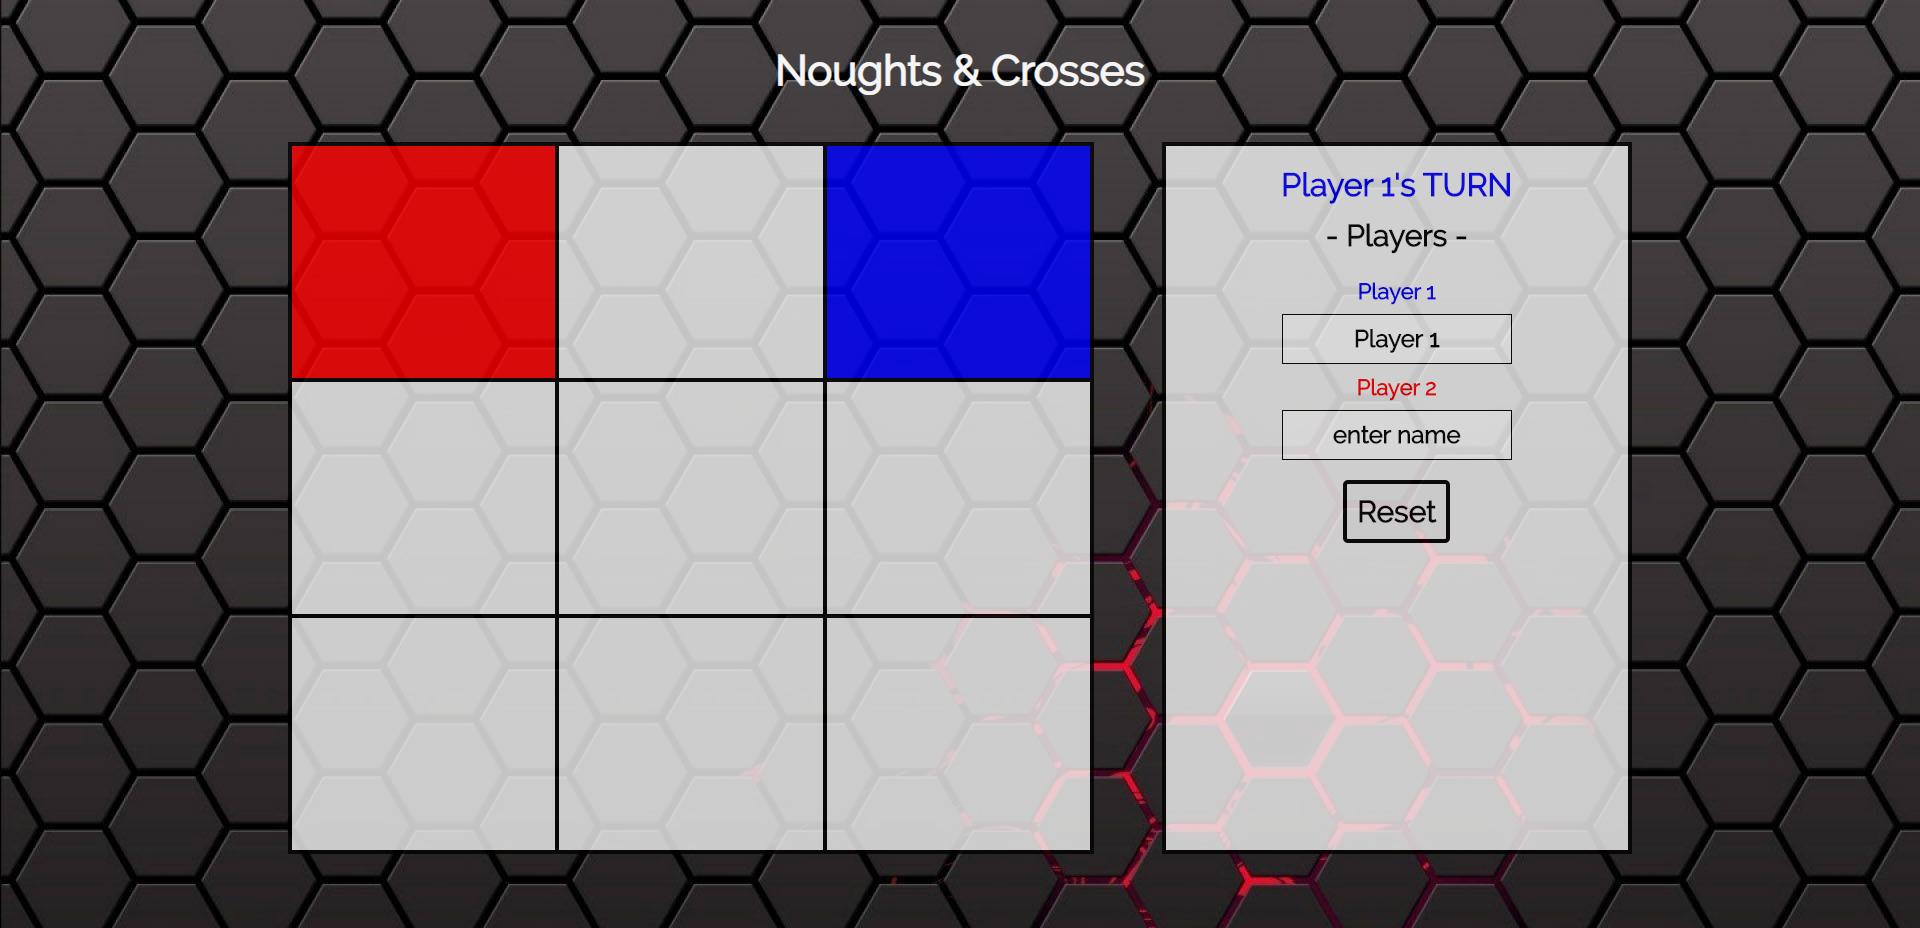 Noughts & Crosses
Player 1's TURN
- Players -
Player 1
Player 1
Player 2
enter name
Reset